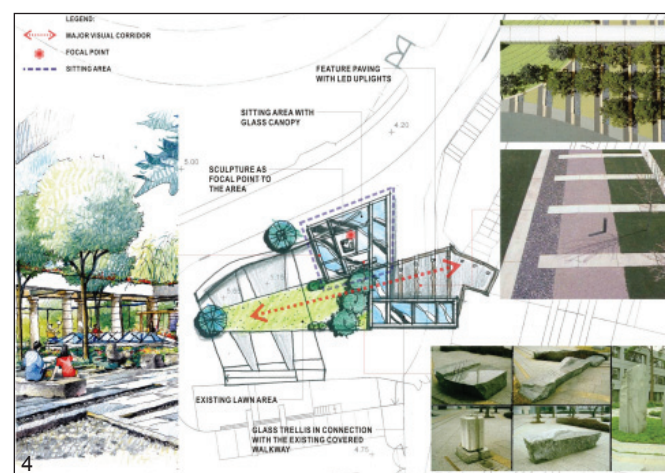 LEGEND:
MAJOR VISUAL CORRIDOR
FOCAL POINT
SITTING AREA
FEATURE PAVING
WITH LED UPLIGHTS
SITTING AREA WITH
GLASS CANOPY
4.20
5.00
SCULPTURE AS
FOCAL POINT TO
THE AREA
EXISTING LAWN AREA
GLASS TRELLIS IN CONNECTION
WITH THE EXISTING COVERED
WALKWAY
4.75
4